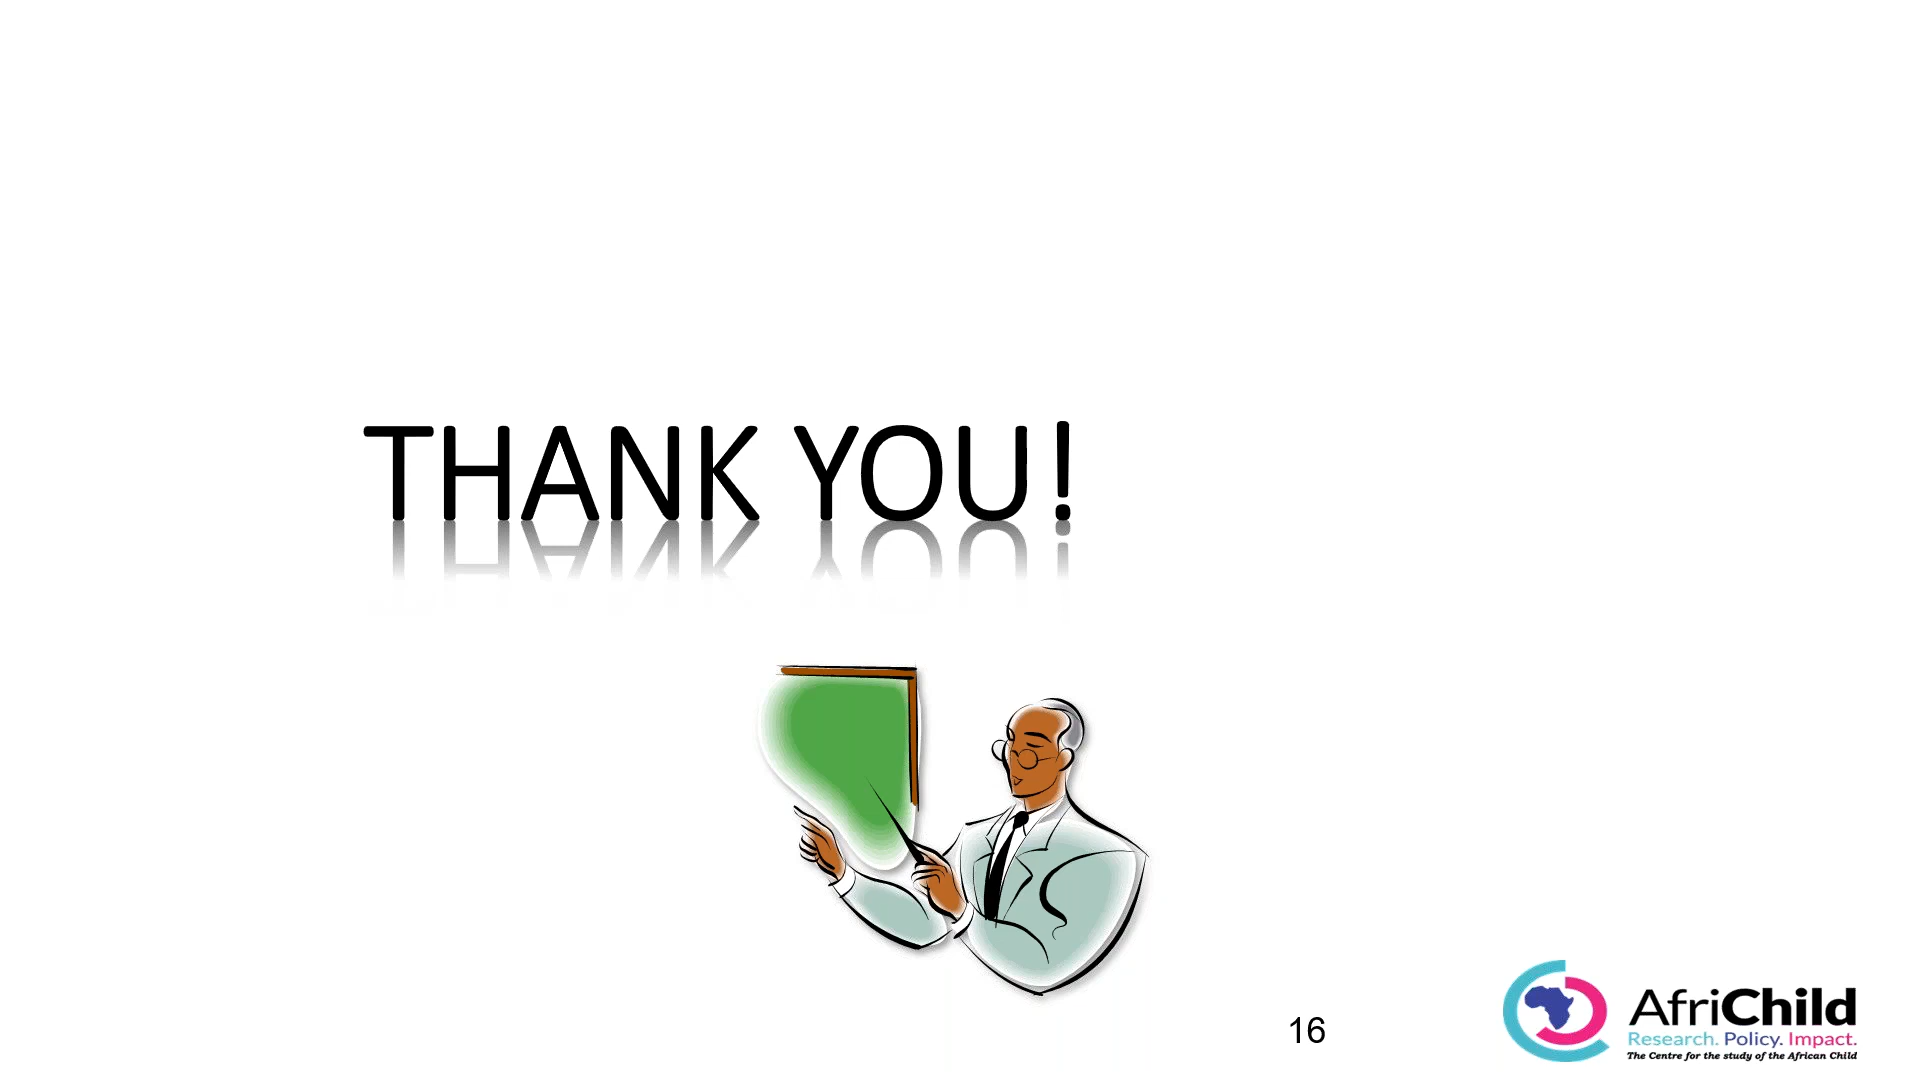 THANK YOU!
16
AfriChild
Research. Policy. Impact.
The Centre for the study of the African Child